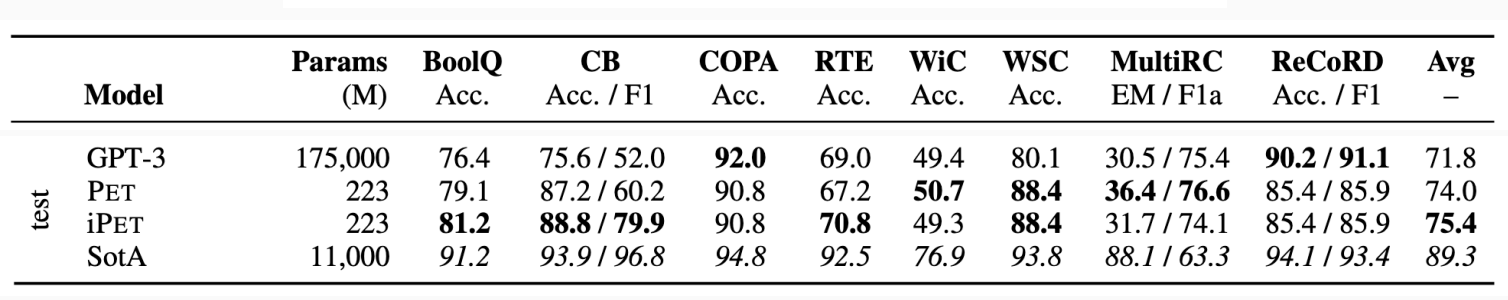 Params BoolQ CB COPA RTE WiC WSC MultiRC ReCoRD Avg
Model (M) Acc. Acc. / F1 Acc. Acc. Acc. Acc. EM / F1a Acc. / F1 –
test
GPT-3 175,000 76.4 75.6 / 52.0 92.0 69.0 49.4 80.1 30.5 / 75.4 90.2 / 91.1 71.8
PET 223 79.1 87.2 / 60.2 90.8 67.2 50.7 88.4 36.4 / 76.6 85.4 / 85.9 74.0
iPET 223 81.2 88.8 / 79.9 90.8 70.8 49.3 88.4 31.7 / 74.1 85.4 / 85.9 75.4
SotA 11,000 91.2 93.9 / 96.8 94.8 92.5 76.9 93.8 88.1 / 63.3 94.1 / 93.4 89.3